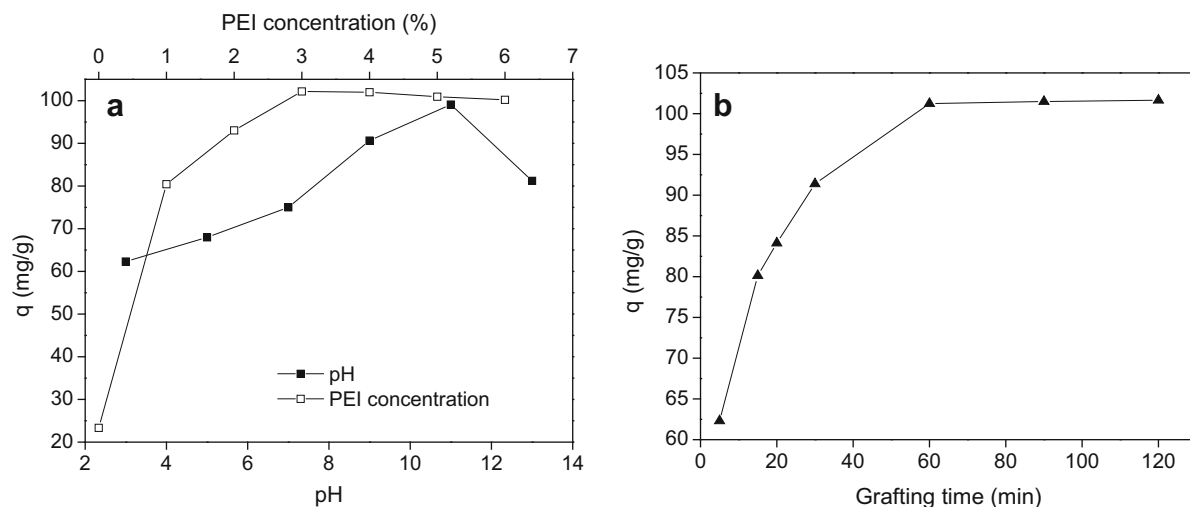 PEI concentration (%)
0 1 2 3 4 5 6 7
a
q (mg/g)
100
90
80
70
60
50
40
30
20
pH
PEI concentration
2 4 6 8 10 12 14
pH
b
q (mg/g)
105
100
95
90
85
80
75
70
65
60
0 20 40 60 80 100 120
Grafting time (min)